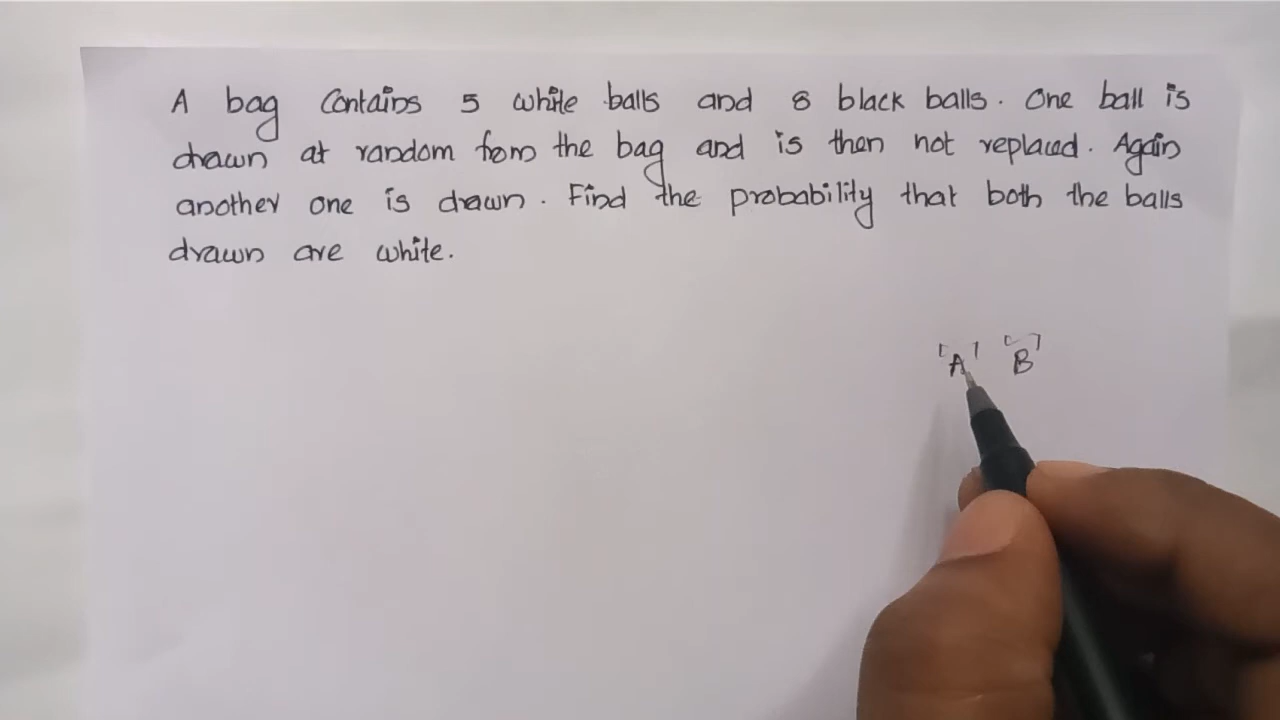 A bag contains 5 white balls and 8 black balls. One ball is
drawn at random from the bag and is then not replaced. Again
another one is drawn. Find the probability that both the balls
drawn are white.
A B